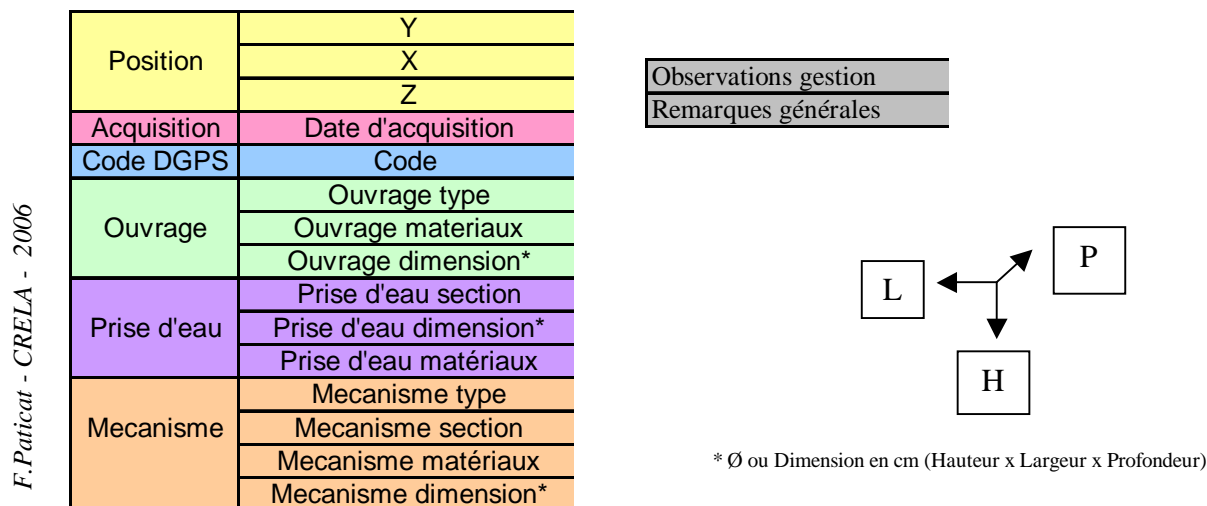 F.Paticat - CRELA - 2006
Position
Y
X
Z
Acquisition
Date d'acquisition
Code DGPS
Code
Ouvrage
Ouvrage type
Ouvrage materiaux
Ouvrage dimension*
Prise d'eau
Prise d'eau section
Prise d'eau dimension*
Prise d'eau matériaux
Mecanisme
Mecanisme type
Mecanisme section
Mecanisme matériaux
Mecanisme dimension*
Observations gestion
Remarques générales
L
P
H
* Ø ou Dimension en cm (Hauteur x Largeur x Profondeur)